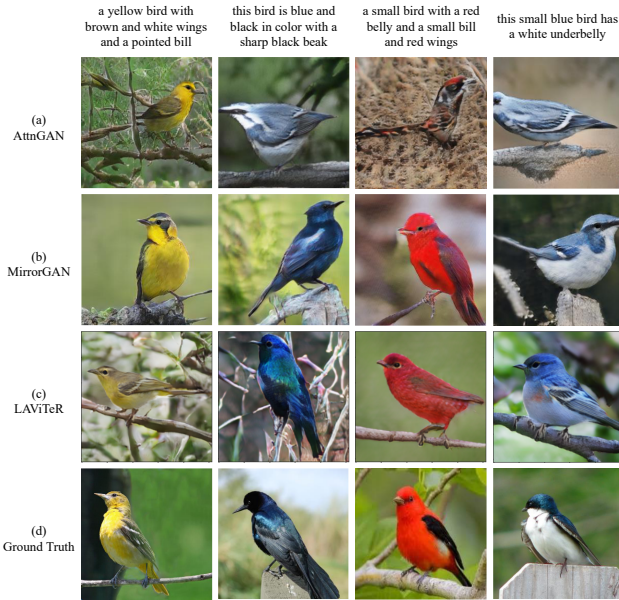 a yellow bird with
brown and white wings
and a pointed bill
this bird is blue and
black in color with a
sharp black beak
a small bird with a red
belly and a small bill
and red wings
this small blue bird has
a white underbelly
(a)
AttnGAN
(b)
MirrorGAN
(c)
LAViTeR
(d)
Ground Truth